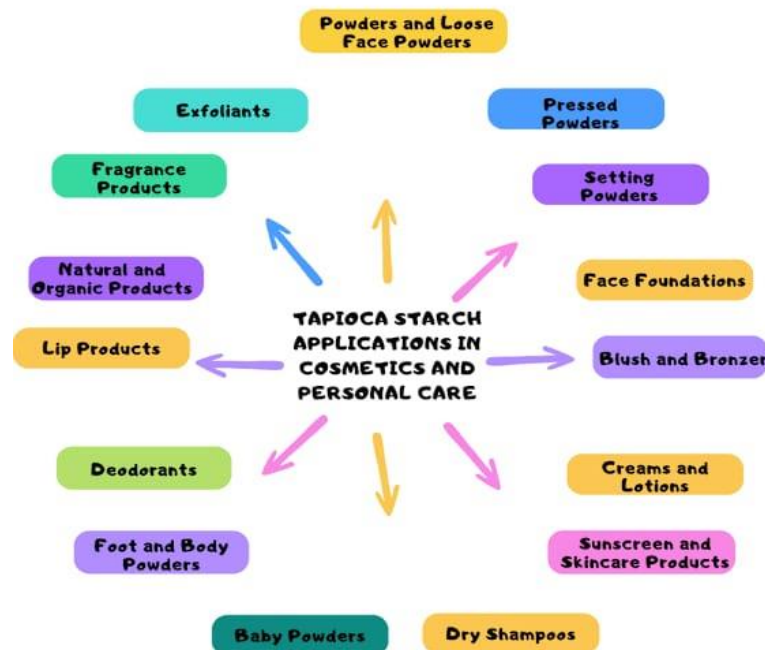 Powders and Loose
Face Powders
Exfoliants
Pressed
Powders
Fragrance
Products
Setting
Powders
Natural and
Organic Products
Face Foundations
TAPIOCA STARCH
APPLICATIONS IN
COSMETICS AND
PERSONAL CARE
Lip Products
Blush and Bronzer
Deodorants
Creams and
Lotions
Foot and Body
Powders
Sunscreen and
Skincare Products
Baby Powders
Dry Shampoos